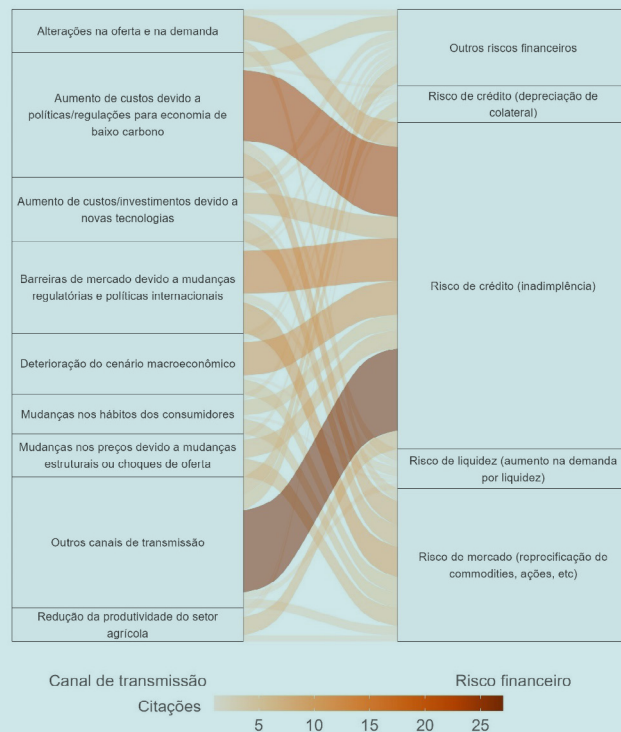 Alterações na oferta e na demanda
Aumento de custos devido a
políticas/regulações para economia de
baixo carbono
Aumento de custos/investimentos devido a
novas tecnologias
Barreiras de mercado devido a mudanças
regulatórias e políticas internacionais
Deterioração do cenário macroeconômico
Mudanças nos hábitos dos consumidores
Mudanças nos preços devido a mudanças
estruturais ou choques de oferta
Outros canais de transmissão
Redução da produtividade do setor
agrícola
Outros riscos financeiros
Risco de crédito (depreciação de
colateral)
Risco de crédito (inadimplência)
Risco de liquidez (aumento na demanda
por liquidez)
Risco de mercado (reprecificação de
commodities, ações, etc)
Canal de transmissão
Risco financeiro
Citações
5 10 15 20 25